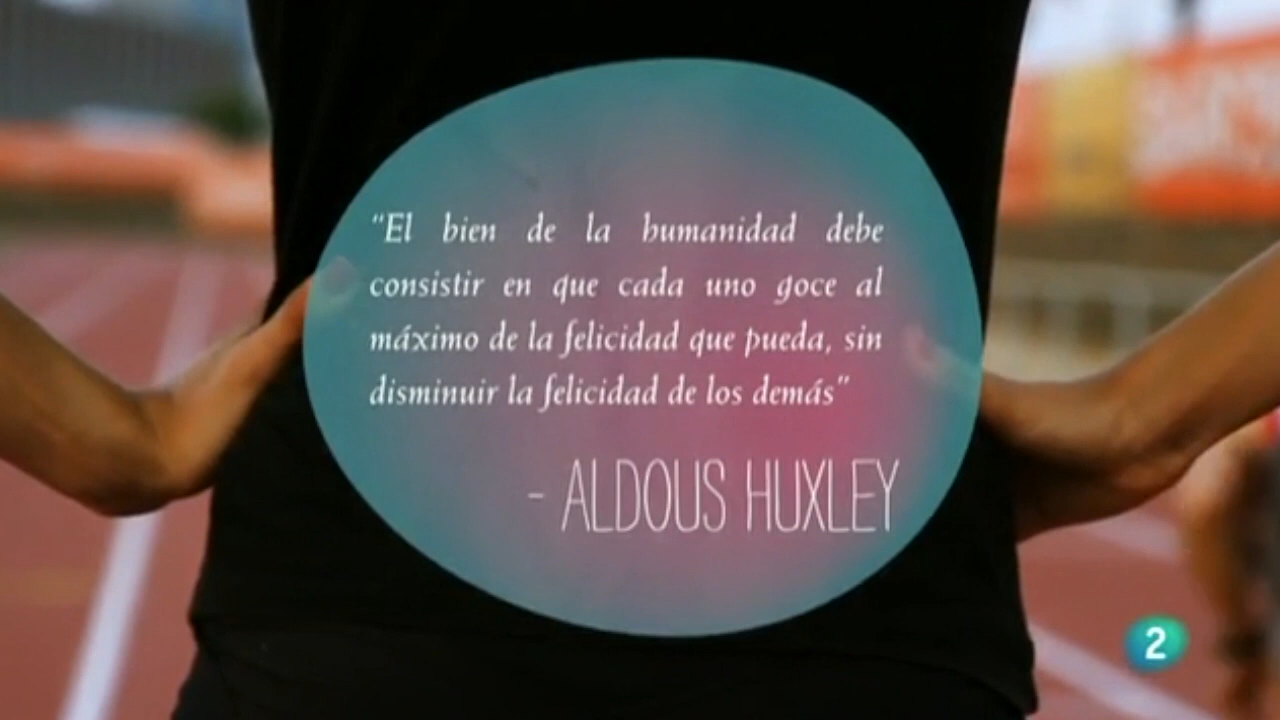 “El bien de la humanidad debe
consistir en que cada uno goce al
máximo de la felicidad que pueda, sin
disminuir la felicidad de los demás”
- ALDOUS HUXLEY
2